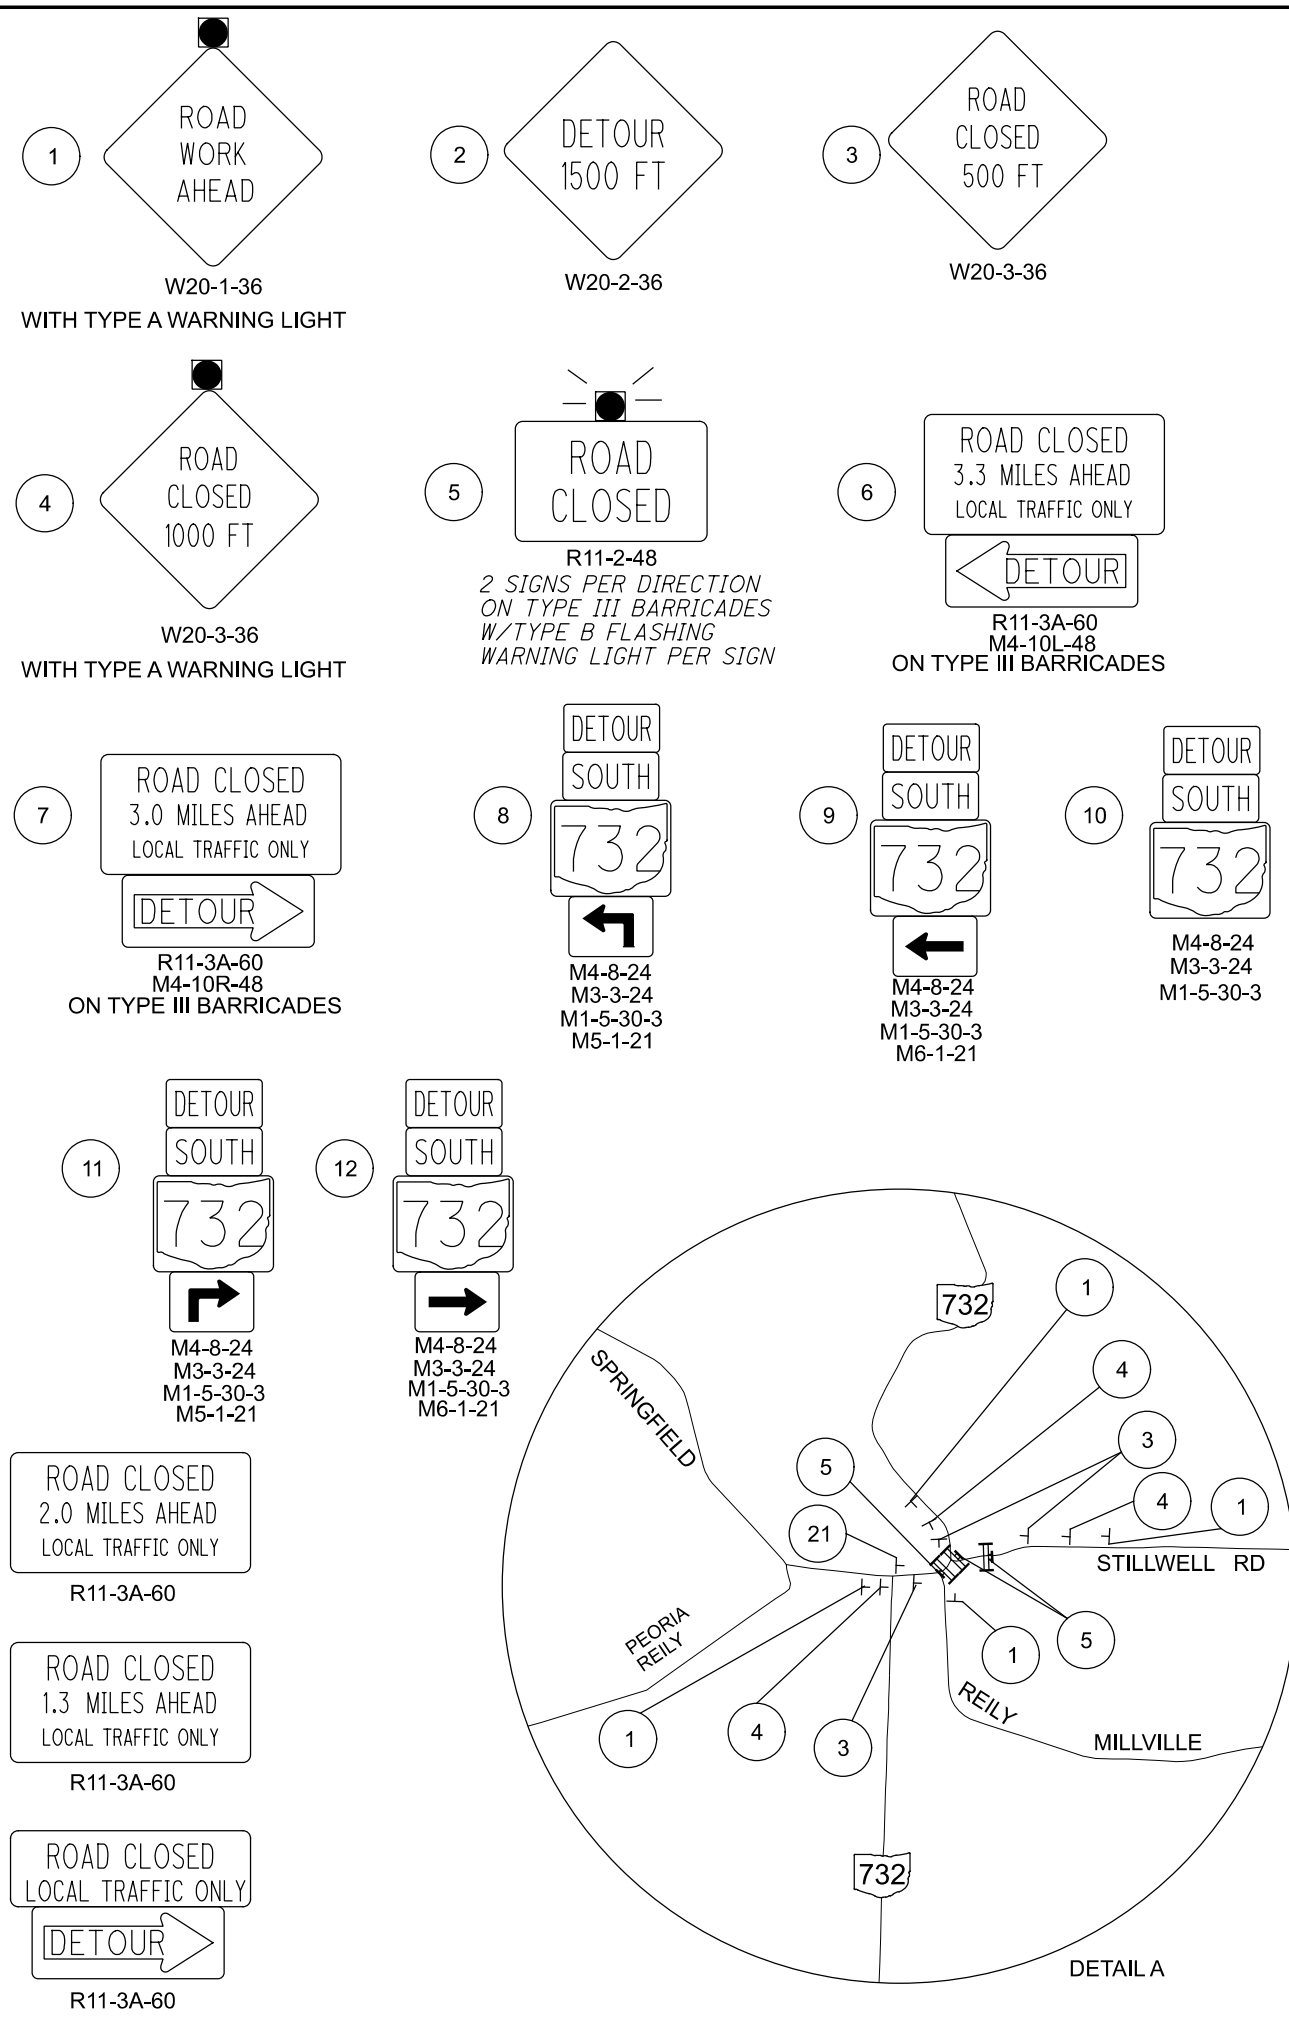 1
ROAD
WORK
AHEAD
W20-1-36
WITH TYPE A WARNING LIGHT
2
DETOUR
1500 FT
W20-2-36
3
ROAD
CLOSED
500 FT
W20-3-36
4
ROAD
CLOSED
1000 FT
W20-3-36
WITH TYPE A WARNING LIGHT
5
ROAD
CLOSED
R11-2-48
2 SIGNS PER DIRECTION
ON TYPE III BARRICADES
W/TYPE B FLASHING
WARNING LIGHT PER SIGN
6
ROAD CLOSED
3.3 MILES AHEAD
LOCAL TRAFFIC ONLY
DETOUR
R11-3A-60
M4-10L-48
ON TYPE III BARRICADES
7
ROAD CLOSED
3.0 MILES AHEAD
LOCAL TRAFFIC ONLY
DETOUR
R11-3A-60
M4-10R-48
ON TYPE III BARRICADES
8
DETOUR
SOUTH
732
M4-8-24
M3-3-24
M1-5-30-3
M5-1-21
9
DETOUR
SOUTH
732
M4-8-24
M3-3-24
M1-5-30-3
M6-1-21
10
DETOUR
SOUTH
732
M4-8-24
M3-3-24
M1-5-30-3
11
DETOUR
SOUTH
732
M4-8-24
M3-3-24
M1-5-30-3
M5-1-21
12
DETOUR
SOUTH
732
M4-8-24
M3-3-24
M1-5-30-3
M6-1-21
ROAD CLOSED
2.0 MILES AHEAD
LOCAL TRAFFIC ONLY
R11-3A-60
ROAD CLOSED
1.3 MILES AHEAD
LOCAL TRAFFIC ONLY
R11-3A-60
ROAD CLOSED
LOCAL TRAFFIC ONLY
DETOUR
R11-3A-60
1
732
4
SPRINGFIELD
3
5
4
1
21
STILLWELL RD
PEORIA
REILY
5
1
REILY
1
4
3
MILLVILLE
732
DETAIL A